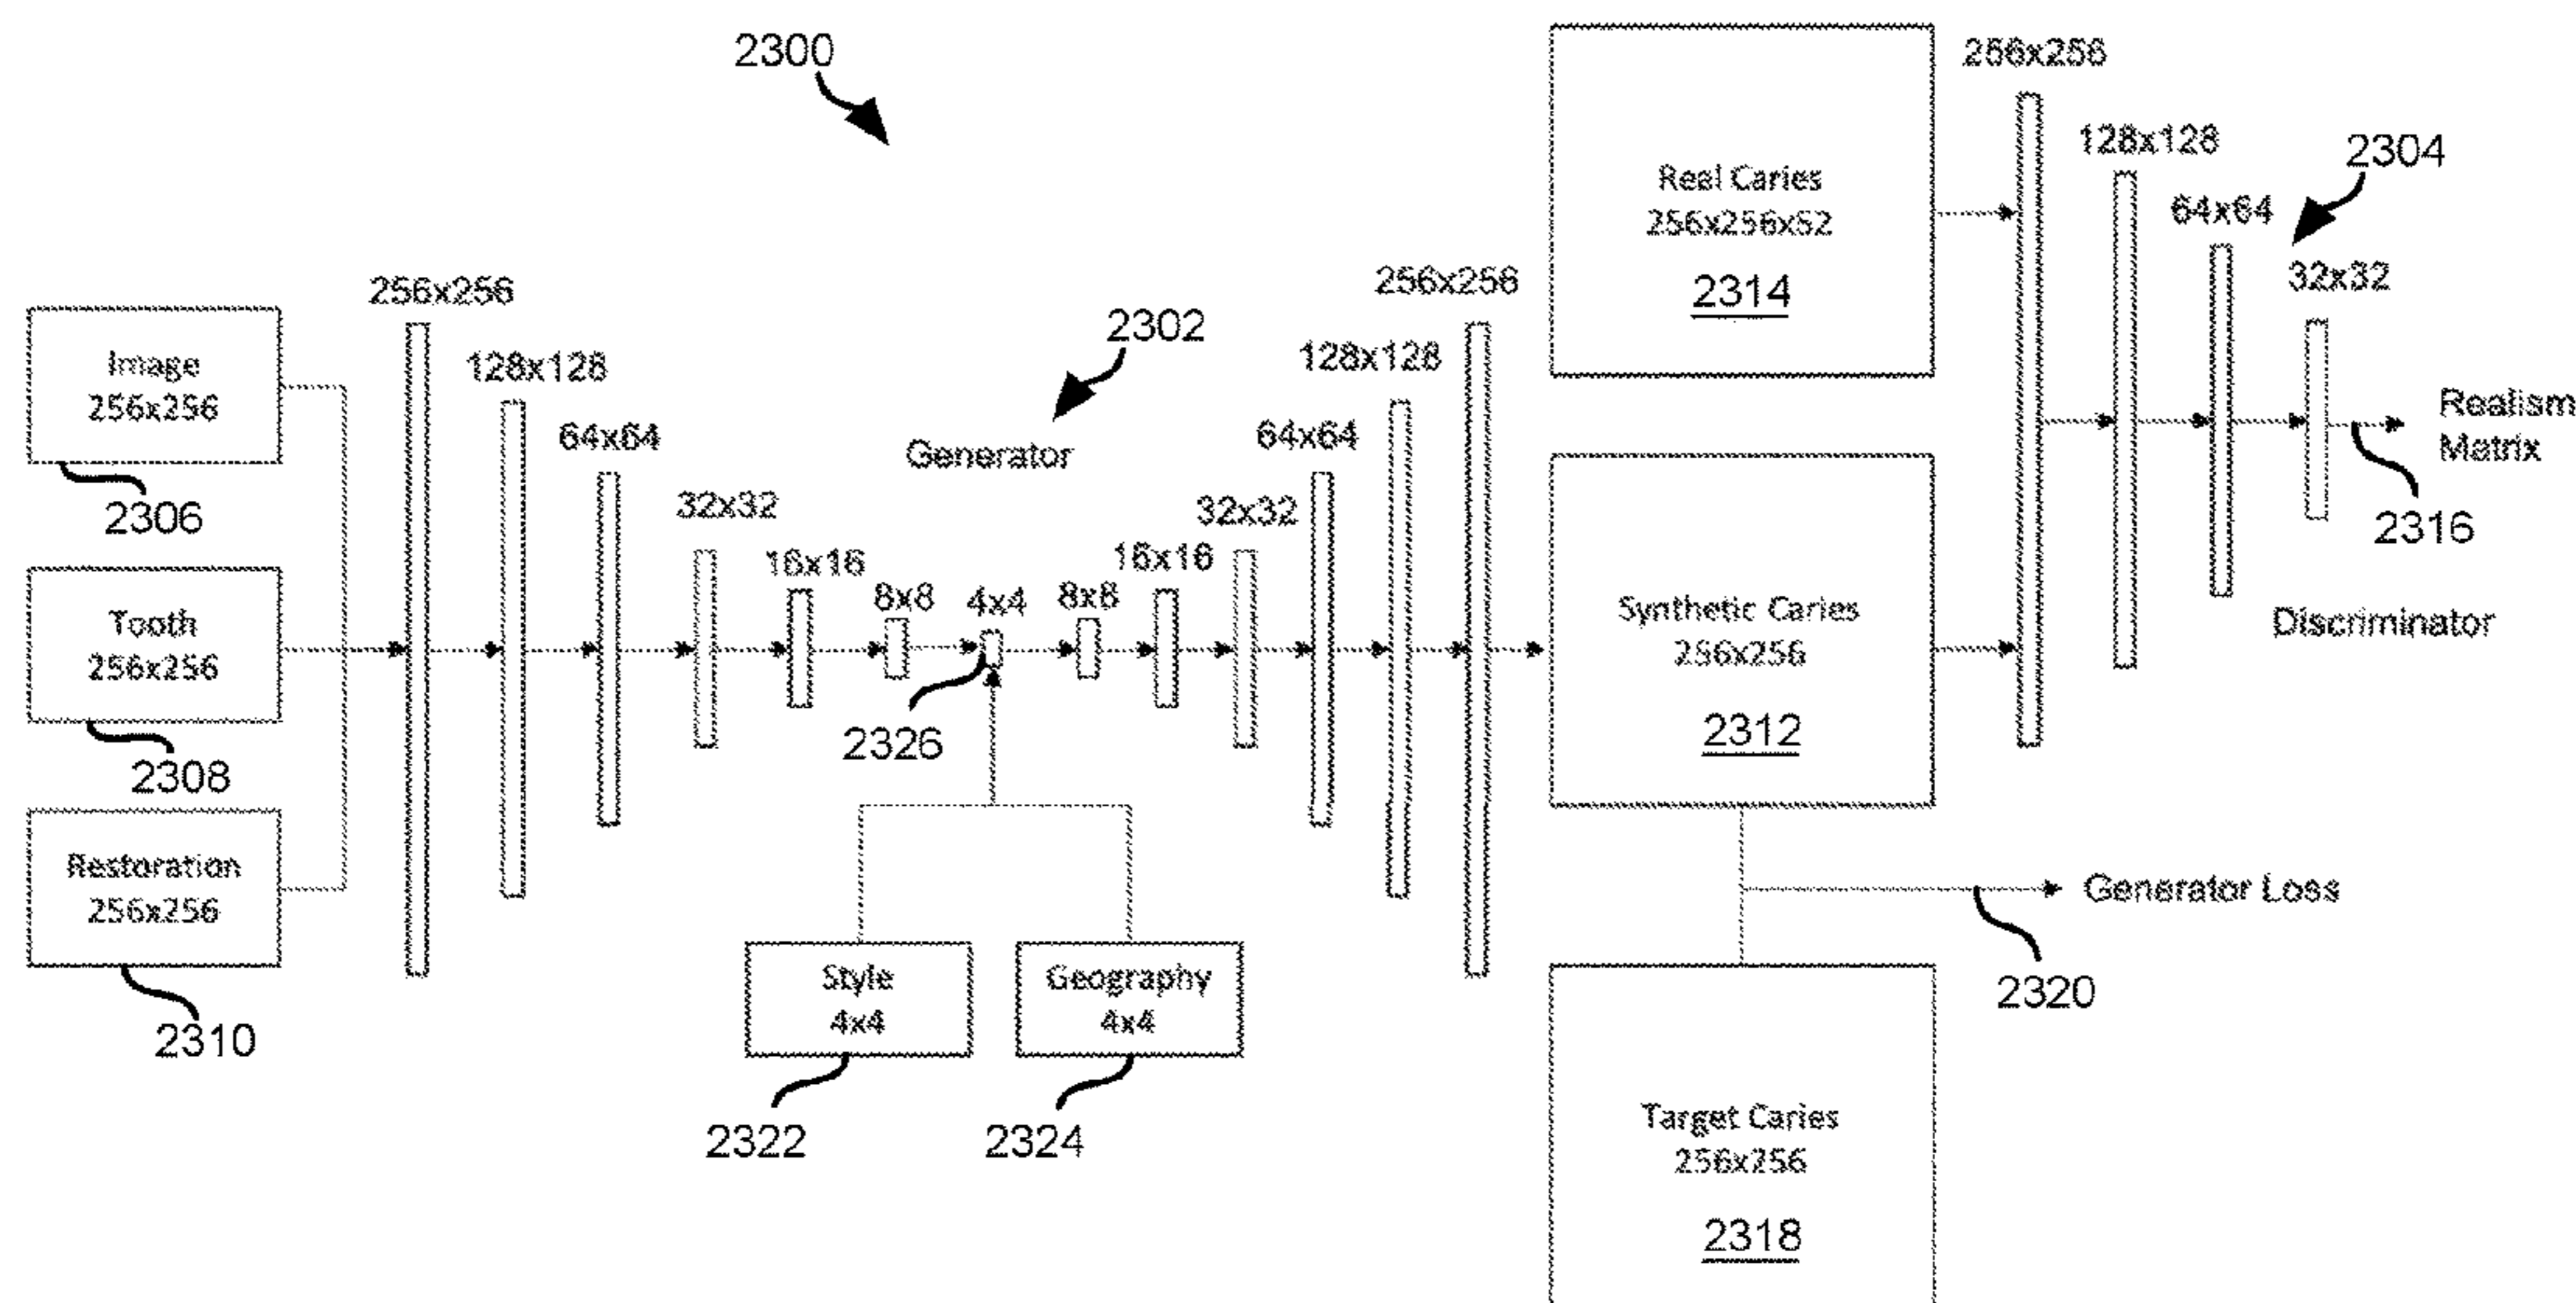 2300
256x256
128x128
2304
64x64
32x32
Real Caries
256x256x52
2314
Realism
Matrix
2316
Discriminator
256x256
128x128
64x64
32x32
16x16
8x8
4x4
8x8
16x16
32x32
64x64
128x128
256x256
2302
Generator
Image
256x256
2306
Tooth
256x256
2308
Restoration
256x256
2310
2326
Style
4x4
2322
Geography
4x4
2324
Synthetic Caries
256x256
2312
Generator Loss
2320
Target Caries
256x256
2318